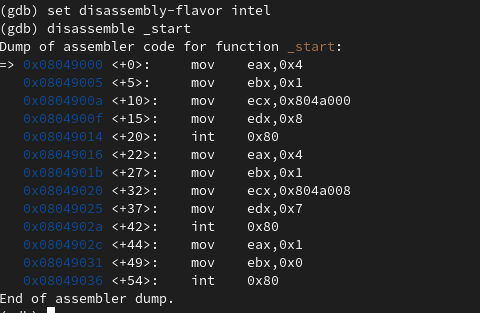 (gdb) set disassembly-flavor intel
(gdb) disassemble _start
Dump of assembler code for function _start:
=> 0x08049000 <+0>:     mov    eax,0x4
   0x08049005 <+5>:     mov    ebx,0x1
   0x0804900a <+10>:    mov    ecx,0x804a000
   0x0804900f <+15>:    mov    edx,0x8
   0x08049014 <+20>:    int    0x80
   0x08049016 <+22>:    mov    eax,0x4
   0x0804901b <+27>:    mov    ebx,0x1
   0x08049020 <+32>:    mov    ecx,0x804a008
   0x08049025 <+37>:    mov    edx,0x7
   0x0804902a <+42>:    int    0x80
   0x0804902c <+44>:    mov    eax,0x1
   0x08049031 <+49>:    mov    ebx,0x0
   0x08049036 <+54>:    int    0x80
End of assembler dump.
(gdb)